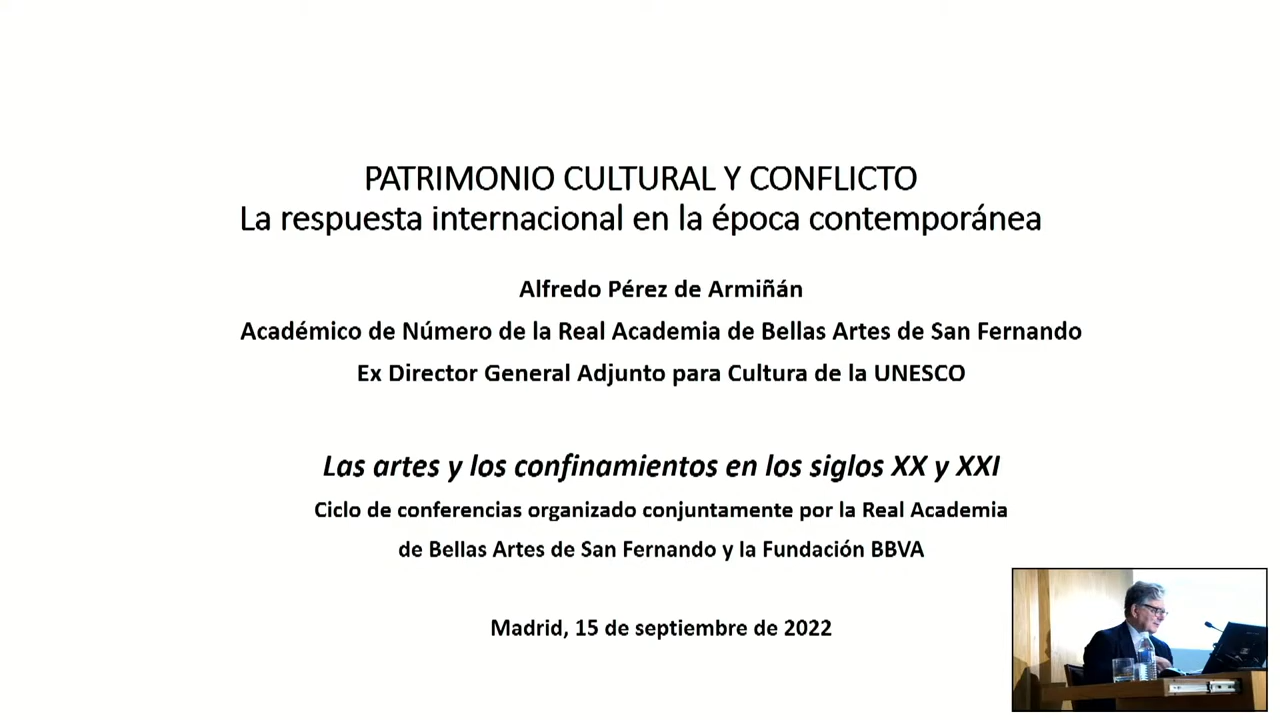 PATRIMONIO CULTURAL Y CONFLICTO
La respuesta internacional en la época contemporánea
Alfredo Pérez de Armiñán
Académico de Número de la Real Academia de Bellas Artes de San Fernando
Ex Director General Adjunto para Cultura de la UNESCO
Las artes y los confinamientos en los siglos XX y XXI
Ciclo de conferencias organizado conjuntamente por la Real Academia
de Bellas Artes de San Fernando y la Fundación BBVA
Madrid, 15 de septiembre de 2022